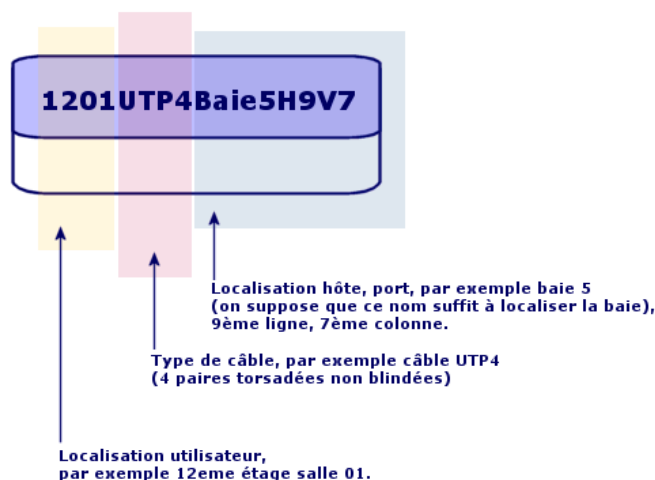 1201UTP4Baie5H9V7
Localisation hôte, port, par exemple baie 5
(on suppose que ce nom suffit à localiser la baie),
9ème ligne, 7ème colonne.
Type de câble, par exemple câble UTP4
(4 paires torsadées non blindées)
Localisation utilisateur,
par exemple 12eme étage salle 01.